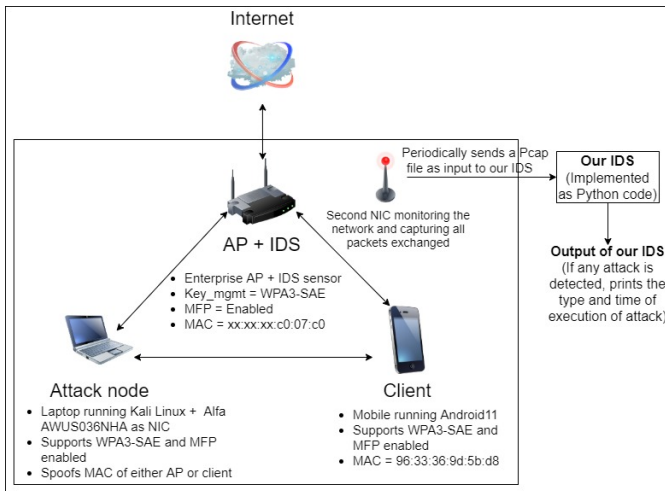 Internet
Periodically sends a Pcap
file as input to our IDS
Our IDS
(Implemented
as Python code)
Second NIC monitoring the
network and capturing all
packets exchanged
AP + IDS
Output of our IDS
(If any attack is
detected, prints the
type and time of
execution of attack)
• Enterprise AP + IDS sensor
• Key_mgmt = WPA3-SAE
• MFP = Enabled
• MAC = xx:xx:xx:c0:07:c0
Attack node
• Laptop running Kali Linux + Alfa
AWUS036NHA as NIC
• Supports WPA3-SAE and MFP
enabled
• Spoofs MAC of either AP or client
Client
• Mobile running Android11
• Supports WPA3-SAE and
MFP enabled
• MAC = 96:33:36:9d:5b:d8